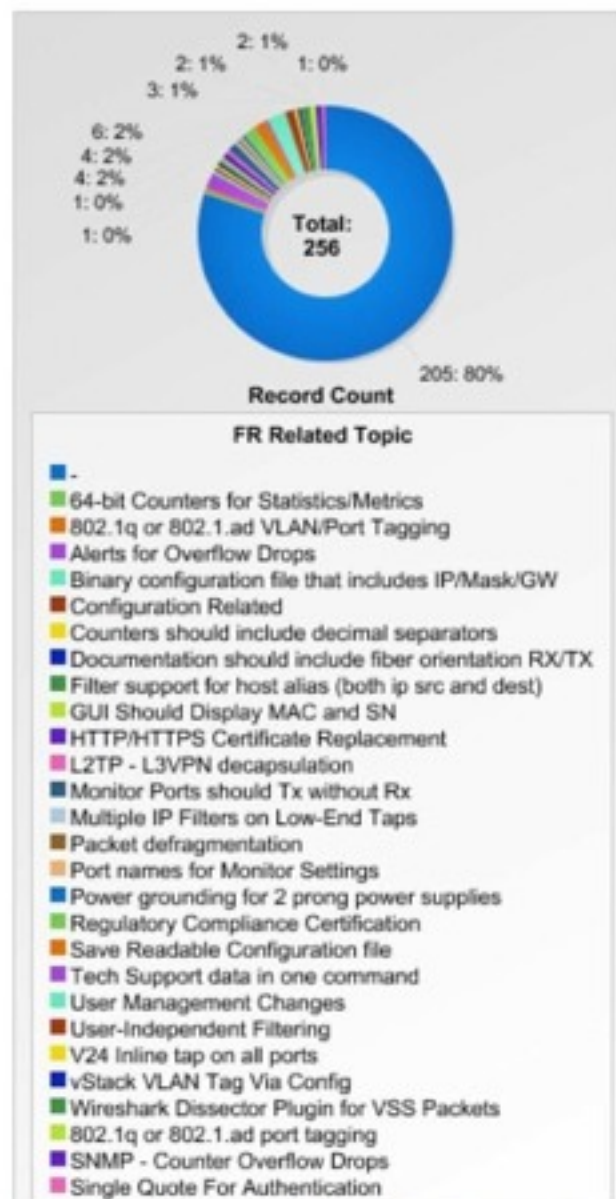 2: 1%
2: 1%
1: 0%
3: 1%
6: 2%
4: 2%
4: 2%
1: 0%
1: 0%
Total:
256
205: 80%
Record Count
FR Related Topic
-
64-bit Counters for Statistics/Metrics
802.1q or 802.1.ad VLAN/Port Tagging
Alerts for Overflow Drops
Binary configuration file that includes IP/Mask/GW
Configuration Related
Counters should include decimal separators
Documentation should include fiber orientation RX/TX
Filter support for host alias (both ip src and dest)
GUI Should Display MAC and SN
HTTP/HTTPS Certificate Replacement
L2TP - L3VPN decapsulation
Monitor Ports should Tx without Rx
Multiple IP Filters on Low-End Taps
Packet defragmentation
Port names for Monitor Settings
Power grounding for 2 prong power supplies
Regulatory Compliance Certification
Save Readable Configuration file
Tech Support data in one command
User Management Changes
User-Independent Filtering
V24 Inline tap on all ports
vStack VLAN Tag Via Config
Wireshark Dissector Plugin for VSS Packets
802.1q or 802.1.ad port tagging
SNMP - Counter Overflow Drops
Single Quote For Authentication